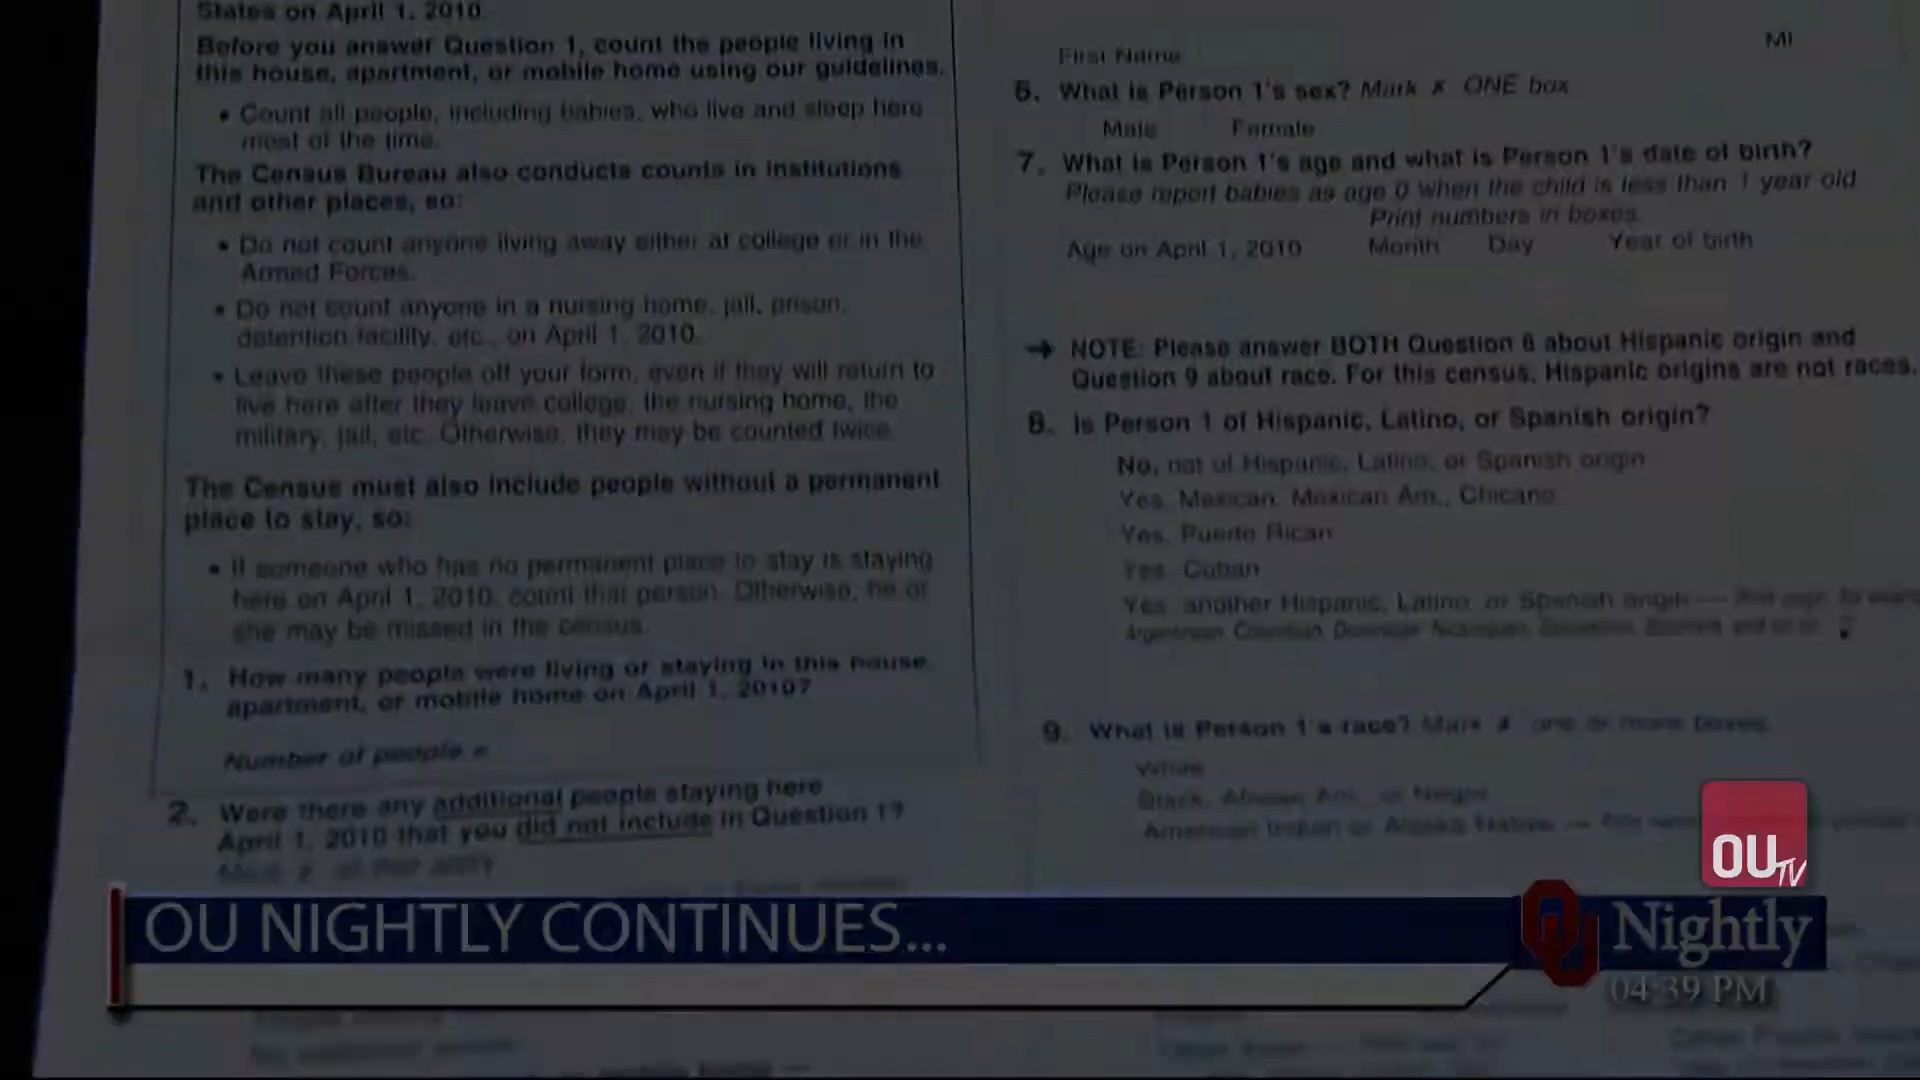 States on April 1, 2010.
Before you answer Question 1, count the people living in
this house, apartment, or mobile home using our guidelines.
• Count all people, including babies, who live and sleep here
most of the time.
The Census Bureau also conducts counts in institutions
and other places, so:
• Do not count anyone living away either at college or in the
Armed Forces.
• Do not count anyone in a nursing home, jail, prison,
detention facility, etc., on April 1, 2010.
• Leave these people off your form, even if they will return to
live here after they leave college, the nursing home, the
military, jail, etc. Otherwise, they may be counted twice.
The Census must also include people without a permanent
place to stay, so:
• If someone who has no permanent place to stay is staying
here on April 1, 2010, count that person. Otherwise, he or
she may be missed in the census.
1. How many people were living or staying in this house,
apartment, or mobile home on April 1, 2010?
Number of people =
2. Were there any additional people staying here
April 1, 2010 that you did not include in Question 1?
Mark X all that apply
First Name
MI
6. What is Person 1's sex? Mark X ONE box
Male Female
7. What is Person 1's age and what is Person 1's date of birth?
Please report babies as age 0 when the child is less than 1 year old
Print numbers in boxes.
Age on April 1, 2010 Month Day Year of birth
→ NOTE: Please answer BOTH Question 8 about Hispanic origin and
Question 9 about race. For this census, Hispanic origins are not races.
8. Is Person 1 of Hispanic, Latino, or Spanish origin?
No, not of Hispanic, Latino, or Spanish origin
Yes, Mexican, Mexican Am., Chicano
Yes, Puerto Rican
Yes, Cuban
Yes, another Hispanic, Latino, or Spanish origin —
9. What is Person 1's race? Mark X one or more boxes
White
Black, African Am., or Negro
American Indian or Alaska Native —
OU TV
OU NIGHTLY CONTINUES...
OU Nightly
04:39 PM